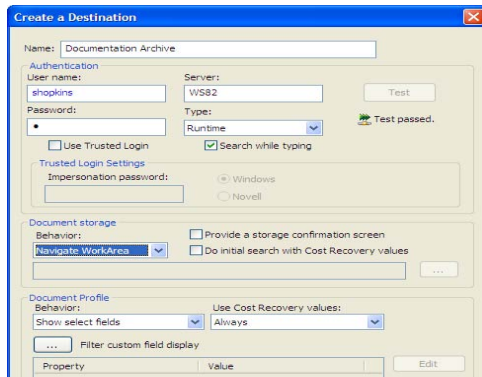 Create a Destination
Name: Documentation Archive
Authentication
User name: Server:
shopkins WS82 Test
Password: Type:
• Runtime Test passed.
Use Trusted Login Search while typing
Trusted Login Settings
Impersonation password: Windows
Novell
Document storage
Behavior: Provide a storage confirmation screen
Navigate WorkArea Do initial search with Cost Recovery values
...
Document Profile
Behavior: Use Cost Recovery values:
Show select fields Always
... Filter custom field display
Property Value Edit